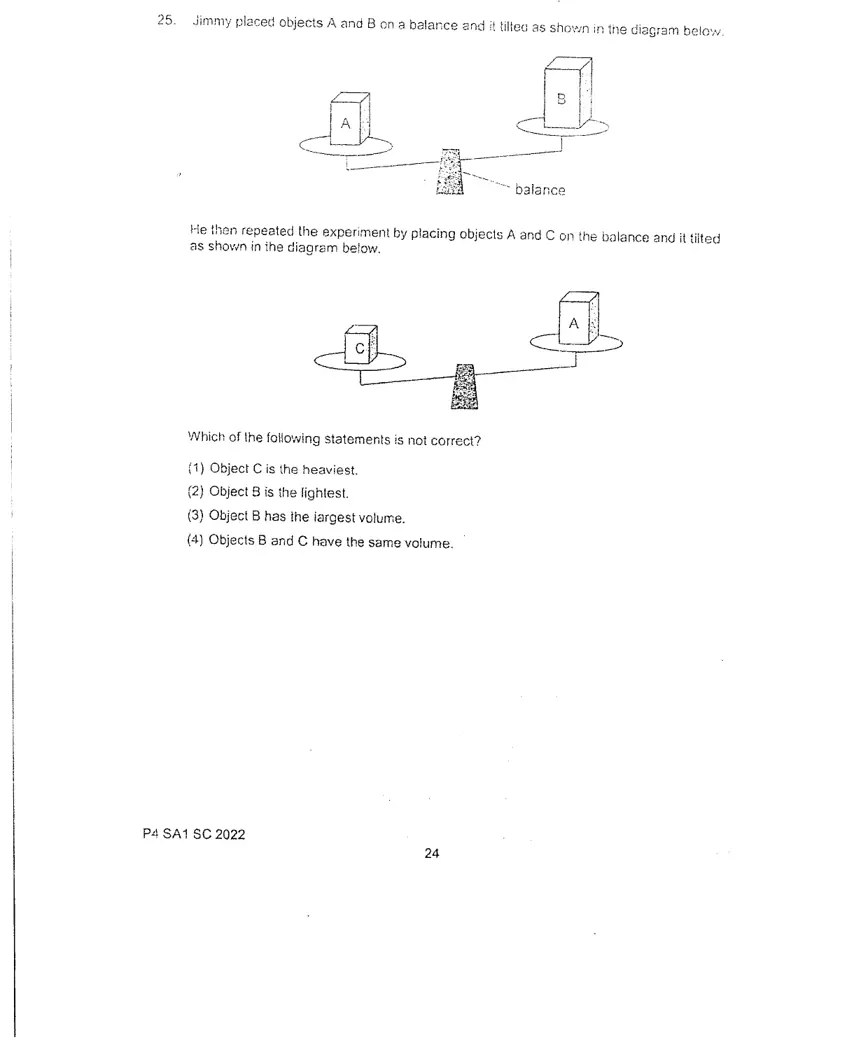 25. Jimmy placed objects A and B on a balance and it tilted as shown in the diagram below.
B
A
balance
He then repeated the experiment by placing objects A and C on the balance and it tilted
as shown in the diagram below.
A
C
Which of the following statements is not correct?
(1) Object C is the heaviest.
(2) Object B is the lightest.
(3) Object B has the largest volume.
(4) Objects B and C have the same volume.
P4 SA1 SC 2022
24